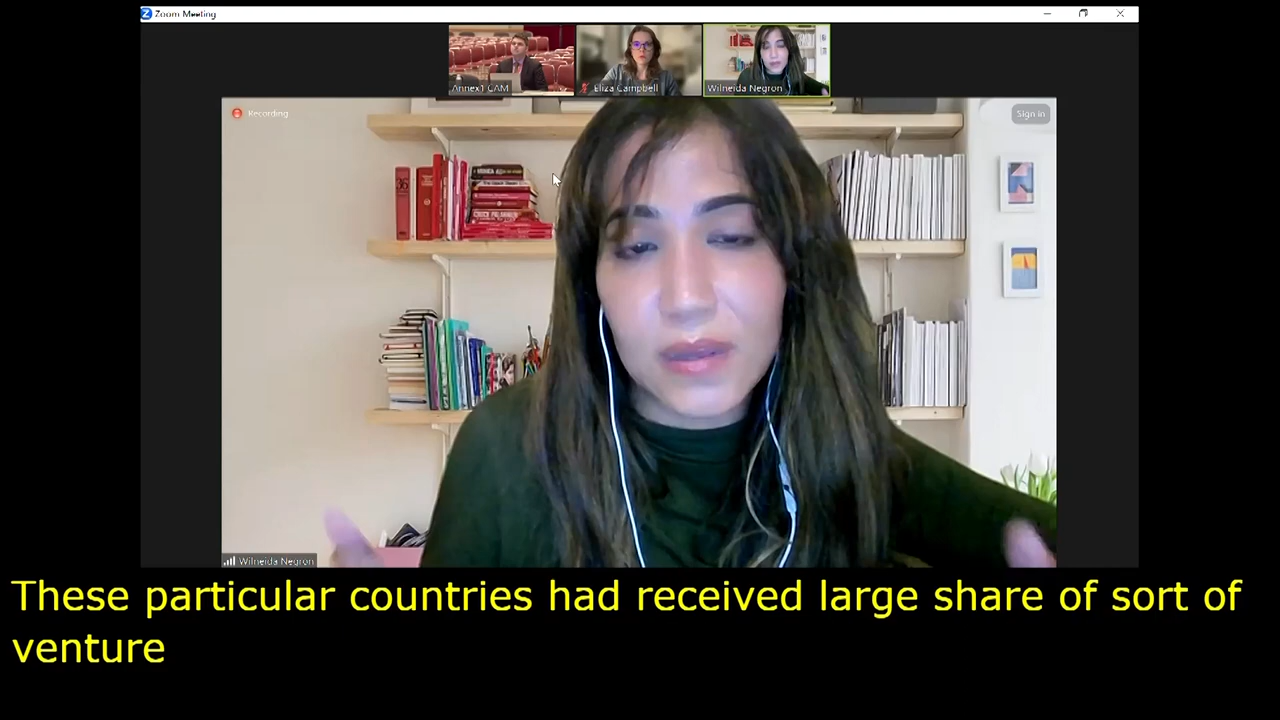 Zoom Meeting
Annex1 CAM
Eliza Campbell
Wilneida Negron
Recording
Sign in
Wilneida Negron
These particular countries had received large share of sort of
venture